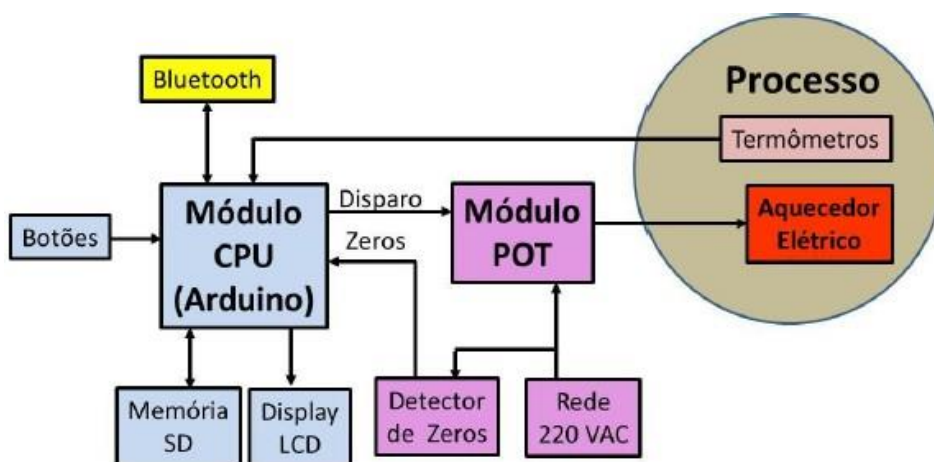 Bluetooth
Processo
Termômetros
Botões
Módulo
CPU
(Arduino)
Disparo
Zeros
Módulo
POT
Aquecedor
Elétrico
Memória
SD
Display
LCD
Detector
de Zeros
Rede
220 VAC